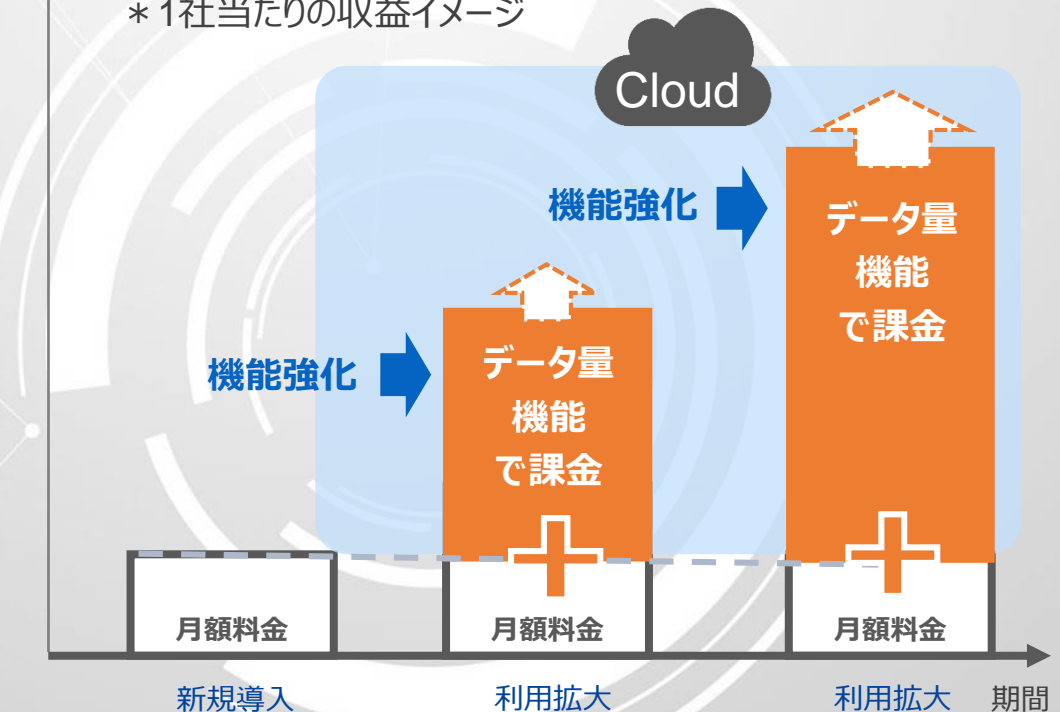 ＊1社当たりの収益イメージ
Cloud
機能強化
データ量
機能
で課金
機能強化
データ量
機能
で課金
月額料金
月額料金
月額料金
新規導入
利用拡大
利用拡大
期間